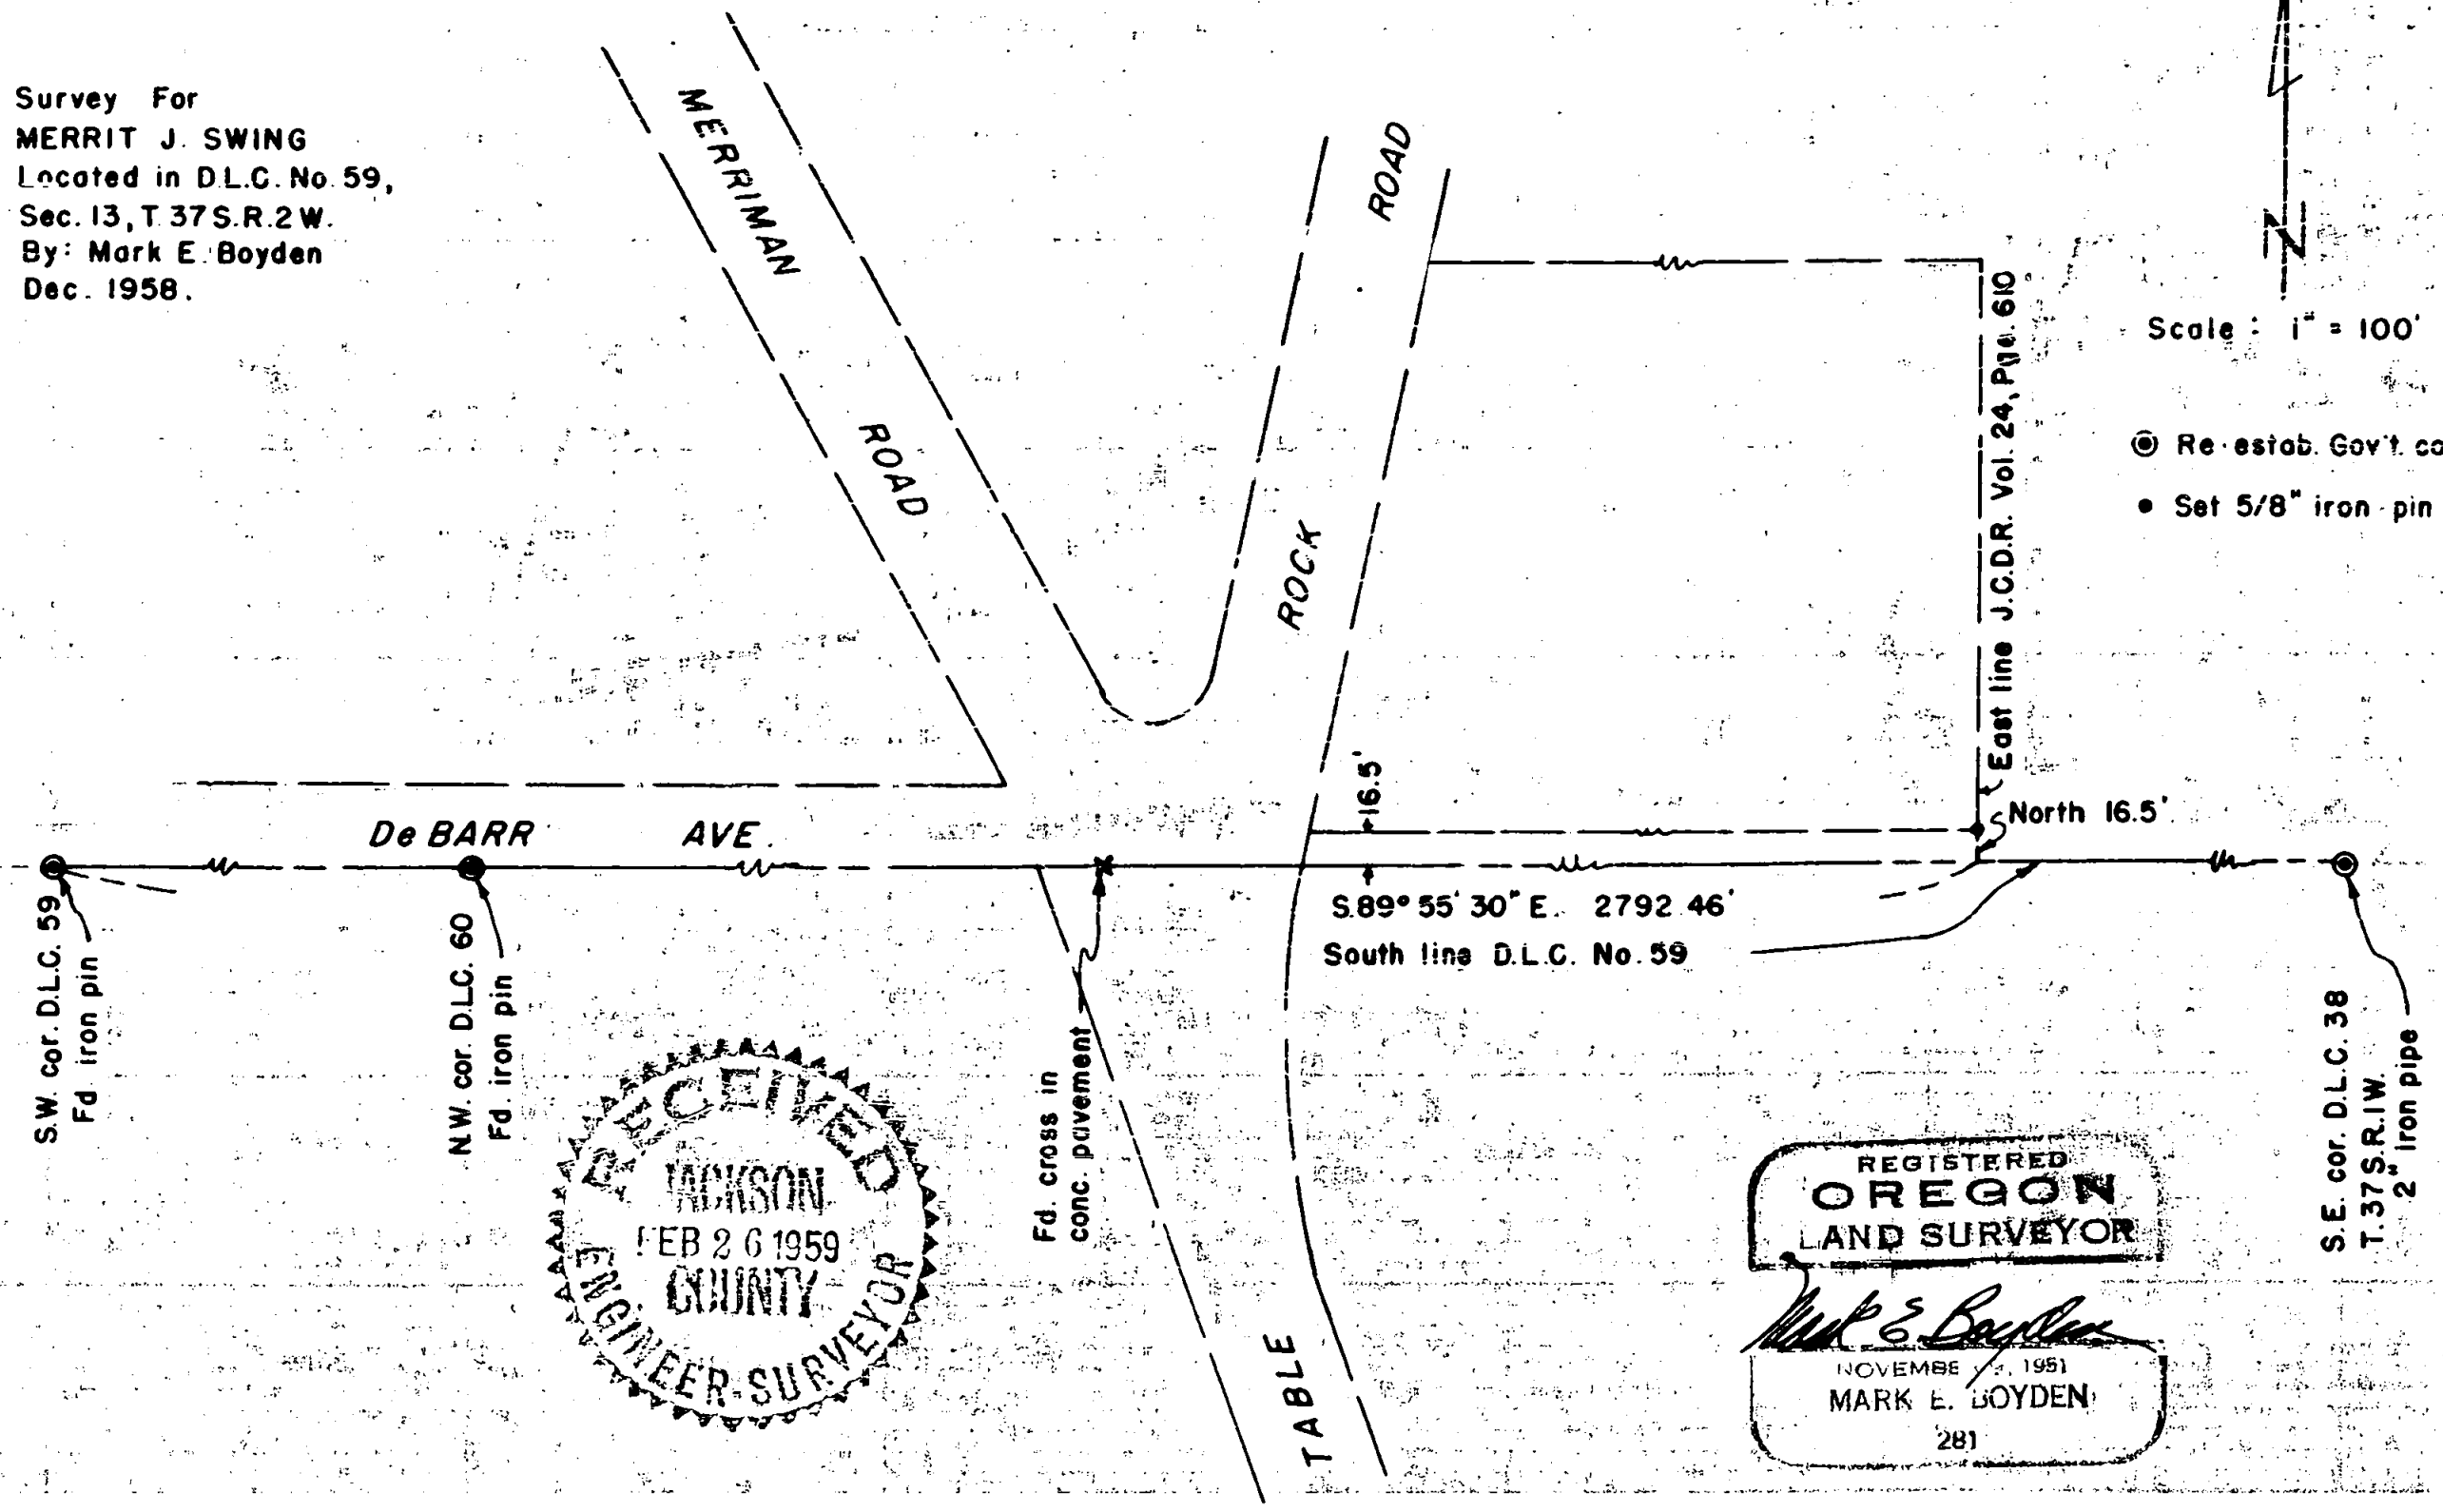 Survey For
MERRIT J. SWING
Located in D.L.C. No. 59,
Sec. 13, T. 37 S. R. 2 W.
By: Mark E. Boyden
Dec. 1958.
MERRIMAN
ROAD
ROAD
ROCK
TABLE
East line J.C.D.R. Vol. 24, Page 610
Scale : 1" = 100'
Re-estab. Gov't. co
Set 5/8" iron pin
16.5'
North 16.5'
De BARR AVE.
S.89° 55' 30" E. 2792.46'
South line D.L.C. No. 59
S.W. cor. D.L.C. 59
Fd iron pin
N.W. cor. D.L.C. 60
Fd. iron pin
Fd. cross in
conc. pavement
S.E. cor. D.L.C. 38
T. 37 S. R. 1 W.
2" iron pipe
N
RECEIVED
JACKSON
FEB 26 1959
COUNTY
ENGINEER-SURVEYOR
REGISTERED
OREGON
LAND SURVEYOR
Mark E Boyden
1951
MARK E. BOYDEN
281